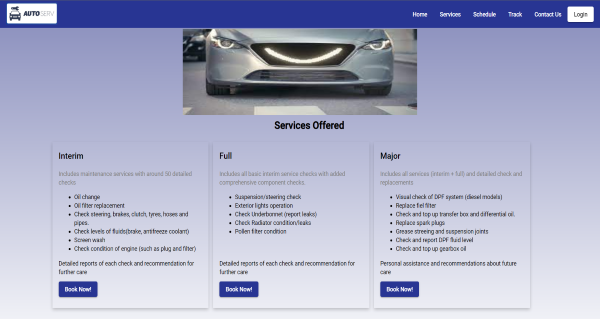 AUTOSERV
Home Services Schedule Track Contact Us Login
Services Offered
Interim
Includes maintenance services with around 50 detailed
checks
Oil change
Oil filter replacement
Check steering, brakes, clutch, tyres, hoses and
pipes.
Check levels of fluids(brake, antifreeze coolant)
Screen wash
Check condition of engine (such as plug and filter)
Detailed reports of each check and recommendation for
further care
Book Now!
Full
Includes all basic interim service checks with added
comprehensive component checks.
Suspension/steering check
Exterior lights operation
Check Underbonnet (report leaks)
Check Radiator condition/leaks
Pollen filter condition
Detailed reports of each check and recommendation for
further care
Book Now!
Major
Includes all services (interim + full) and detailed check and
replacements
Visual check of DPF system (diesel models)
Replace fiel filter
Check and top up transfer box and differential oil.
Replace spark plugs
Grease streeing and suspension joints.
Check and report DPF fluid level
Check and top up gearbox oil
Personal assistance and recommendations about future
care
Book Now!